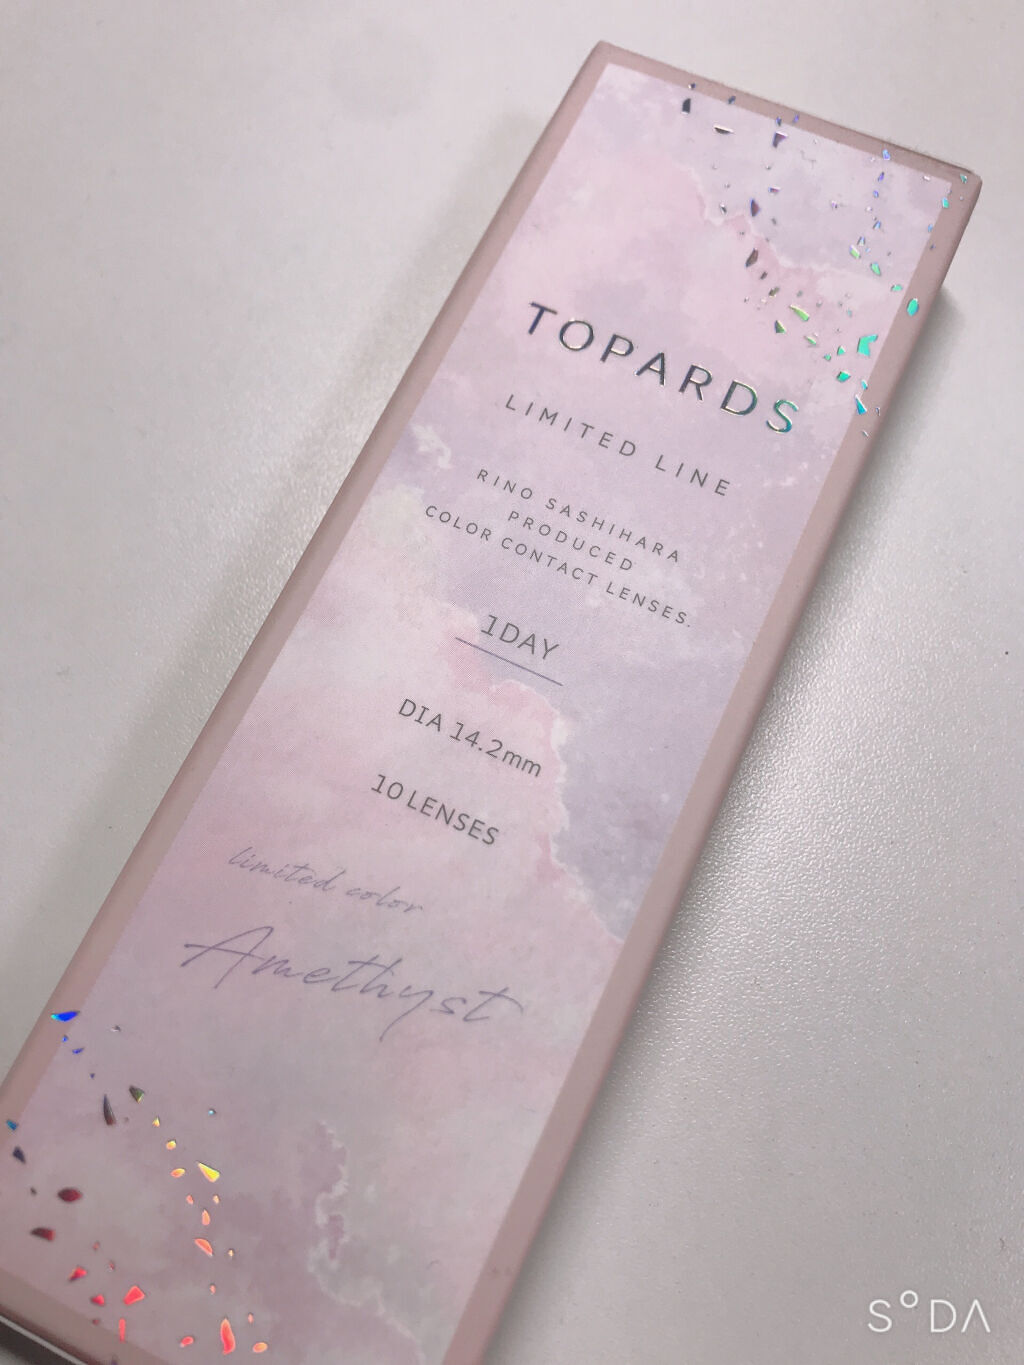 TOPARDS
LIMITED LINE
RINO SASHIHARA
PRODUCED
COLOR CONTACT LENSES.
1DAY
DIA 14.2mm
10 LENSES
limited color
Amethyst
SODA